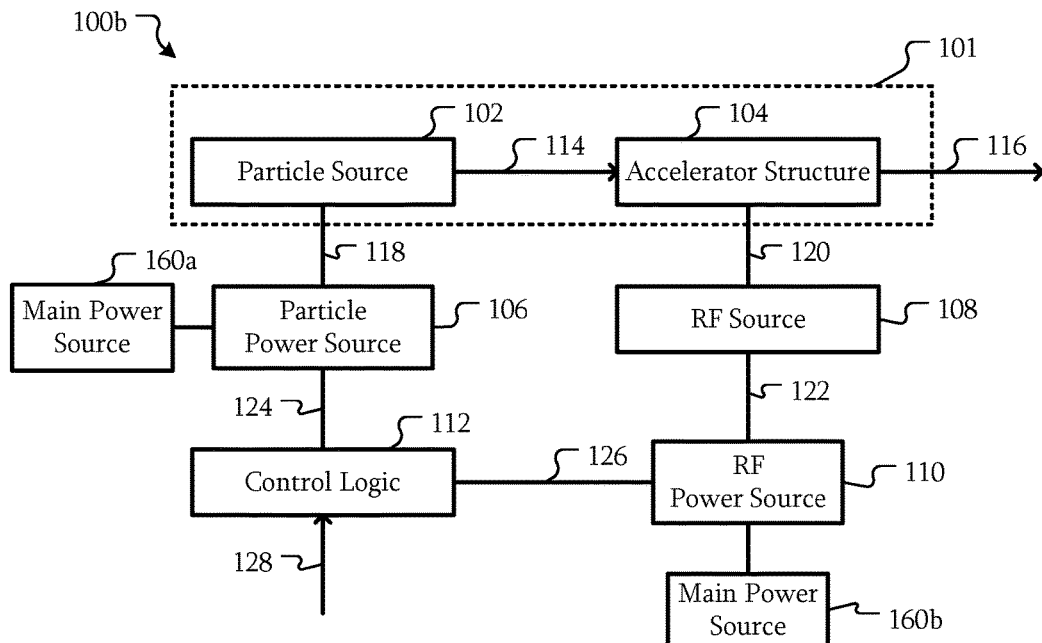 100b
101
102
104
Particle Source
114
Accelerator Structure
116
118
120
160a
Main Power
Source
Particle
Power Source
106
RF Source
108
124
122
112
Control Logic
126
RF
Power Source
110
128
Main Power
Source
160b